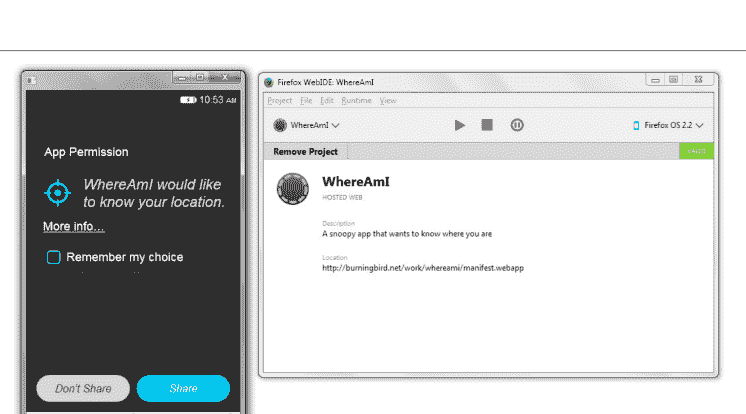 10:53 AM
App Permission
WhereAmI would like
to know your location.
More info...
Remember my choice
Don't Share
Share
Firefox WebIDE: WhereAmI
Project File Edit Runtime View
WhereAmI
Firefox OS 2.2
Remove Project
VALID
WhereAmI
HOSTED WEB
Description
A snoopy app that wants to know where you are
Location
http://burningbird.net/work/whereami/manifest.webapp